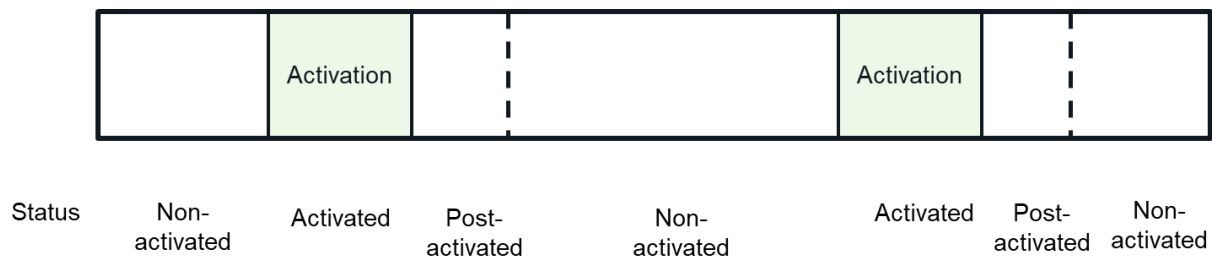 Activation
Activation
Status
Non-
activated
Activated
Post-
activated
Non-
activated
Activated
Post-
activated
Non-
activated